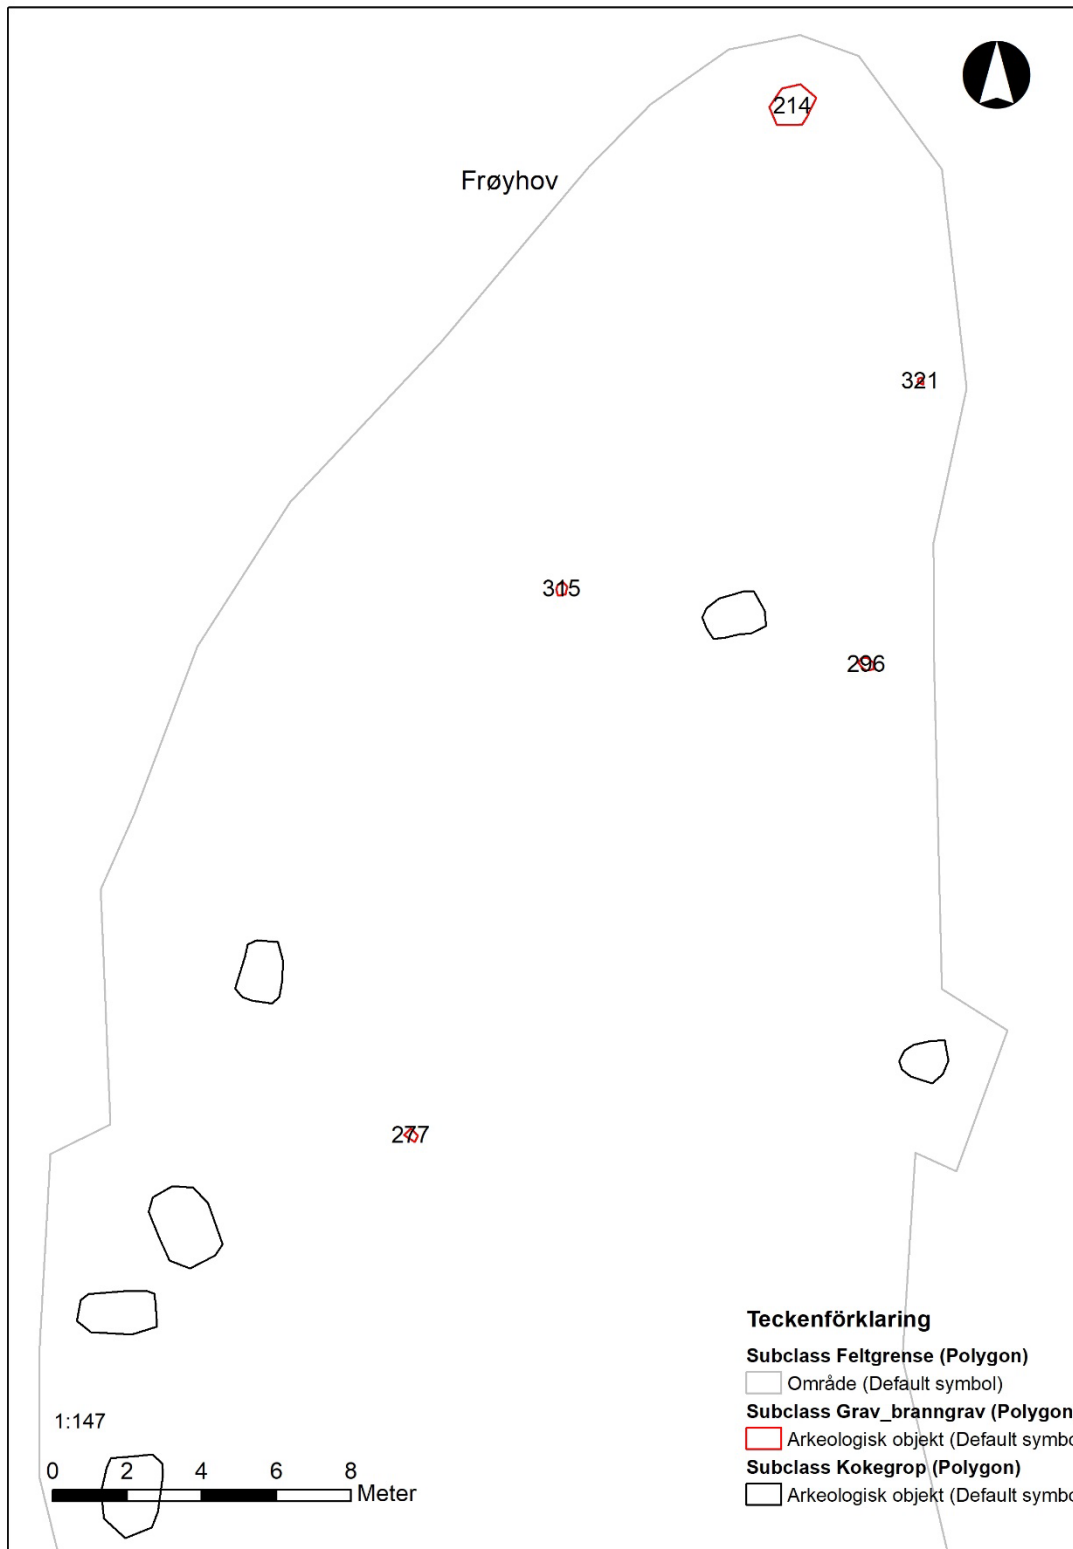 214
Frøyhov
321
315
296
277
Teckenförklaring
Subclass Feltgrense (Polygon)
Område (Default symbol)
Subclass Grav_branngrav (Polygon
Arkeologisk objekt (Default symbo
Subclass Kokegrop (Polygon)
Arkeologisk objekt (Default symbo
1:147
0 2 4 6 8
Meter